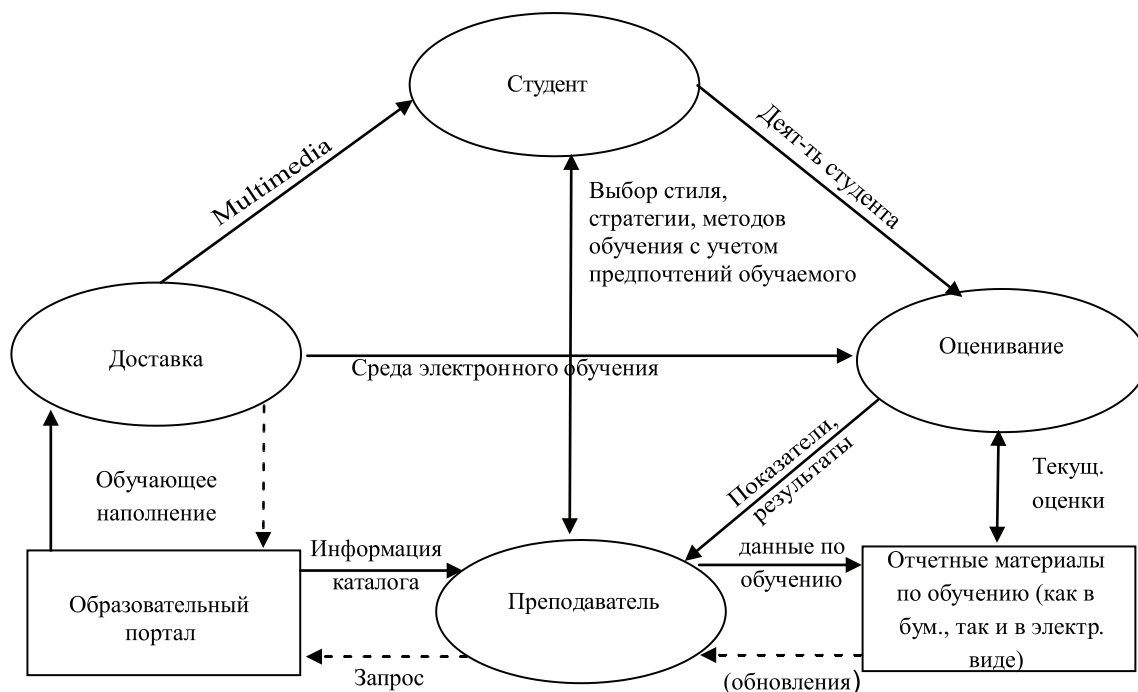 Студент
Multimedia
Деят-ть студента
Выбор стиля,
стратегии, методов
обучения с учетом
предпочтений обучаемого
Доставка
Среда электронного обучения
Оценивание
Обучающее
наполнение
Показатели,
результаты
Текущ.
оценки
Образовательный
портал
Информация
каталога
Запрос
Преподаватель
данные по
обучению
(обновления)
Отчетные материалы
по обучению (как в
бум., так и в электр.
виде)